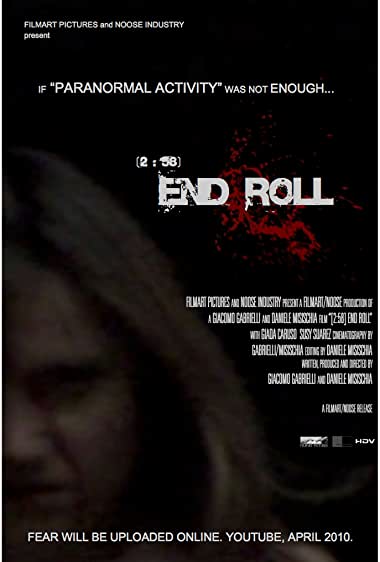 FILMART PICTURES and NOOSE INDUSTRY
present
IF “PARANORMAL ACTIVITY” WAS NOT ENOUGH...
[2 : 58]
END ROLL
FILMART PICTURES AND NOOSE INDUSTRY PRESENT A FILMART/NOOSE PRODUCTION OF
A GIACOMO GABRIELLI AND DANIELE MISISCHIA FILM "[2:58] END ROLL"
WITH GIADA CARUSO SUSY SUAREZ CINEMATOGRAPHY BY
GABRIELLI/MISISCHIA EDITING BY DANIELE MISISCHIA
WRITTEN, PRODUCED AND DIRECTED BY
GIACOMO GABRIELLI AND DANIELE MISISCHIA
A FILMART/NOOSE RELEASE
HDV
FEAR WILL BE UPLOADED ONLINE. YOUTUBE, APRIL 2010.